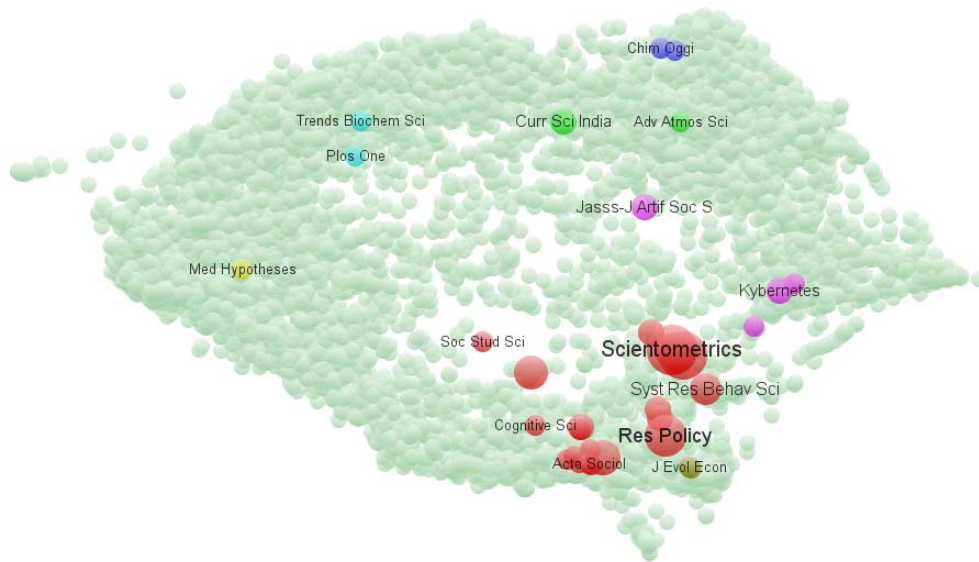 Chim Oggi
Trends Biochem Sci
Curr Sci India
Adv Atmos Sci
Plos One
Jasss-J Artif Soc S
Med Hypotheses
Kybernetes
Soc Stud Sci
Scientometrics
Syst Res Behav Sci
Cognitive Sci
Res Policy
Acta Sociol
J Evol Econ